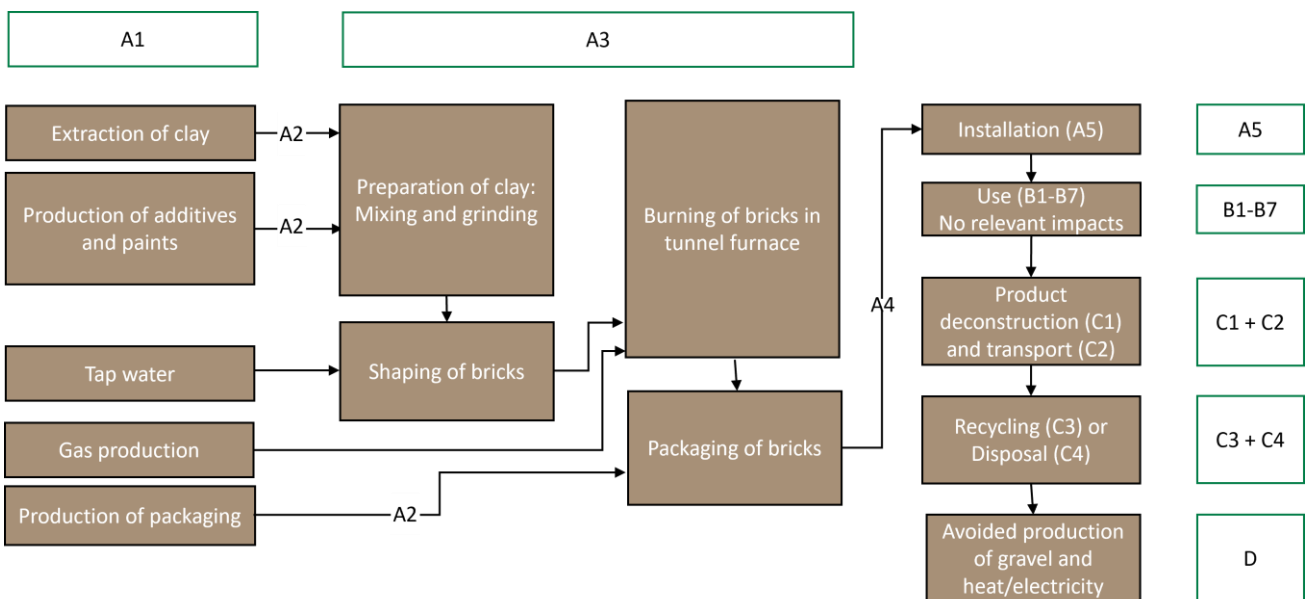 A1
A3
Extraction of clay
A2
Production of additives
and paints
A2
Tap water
Gas production
Production of packaging
A2
Preparation of clay:
Mixing and grinding
Shaping of bricks
Burning of bricks in
tunnel furnace
Packaging of bricks
A4
Installation (A5)
A5
Use (B1-B7)
No relevant impacts
B1-B7
Product
deconstruction (C1)
and transport (C2)
C1 + C2
Recycling (C3) or
Disposal (C4)
C3 + C4
Avoided production
of gravel and
heat/electricity
D